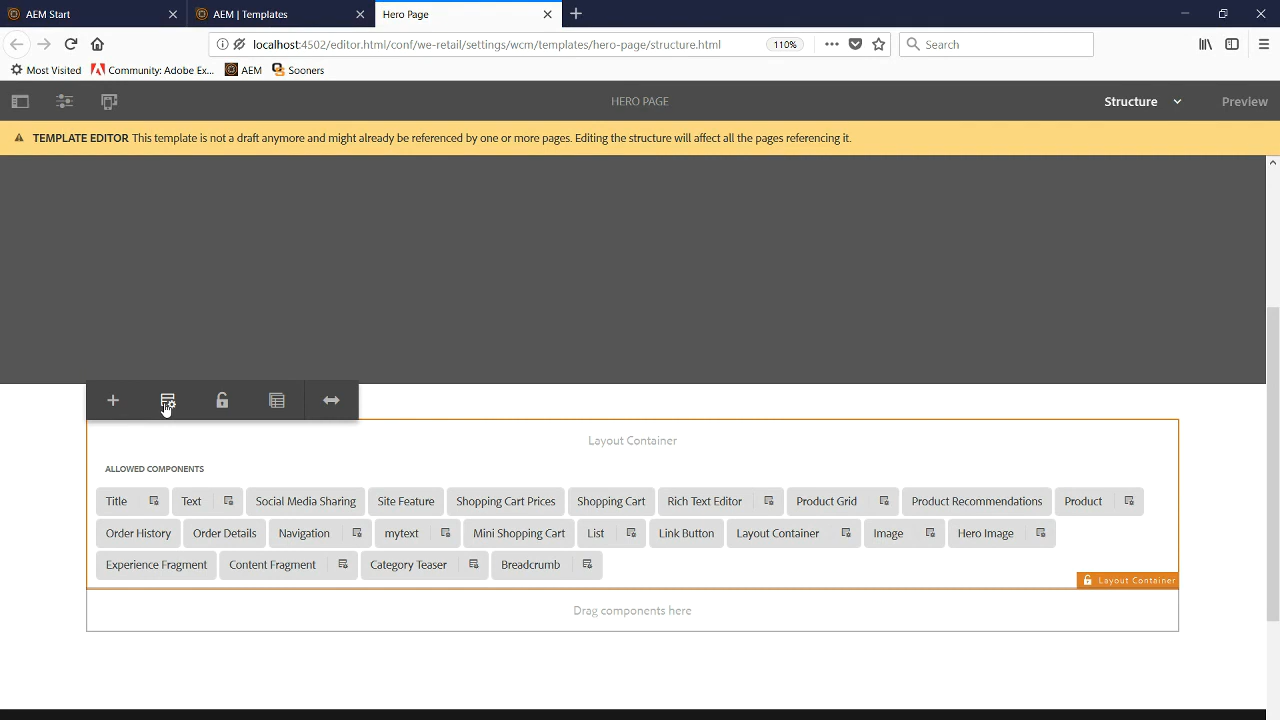 AEM Start
AEM | Templates
Hero Page
localhost:4502/editor.html/conf/we-retail/settings/wcm/templates/hero-page/structure.html
110%
Search
Most Visited
Community: Adobe Ex...
AEM
Sooners
HERO PAGE
Structure
Preview
TEMPLATE EDITOR This template is not a draft anymore and might already be referenced by one or more pages. Editing the structure will affect all the pages referencing it.
Layout Container
ALLOWED COMPONENTS
Title Text Social Media Sharing Site Feature Shopping Cart Prices Shopping Cart Rich Text Editor Product Grid Product Recommendations Product
Order History Order Details Navigation mytext Mini Shopping Cart List Link Button Layout Container Image Hero Image
Experience Fragment Content Fragment Category Teaser Breadcrumb
Layout Container
Drag components here